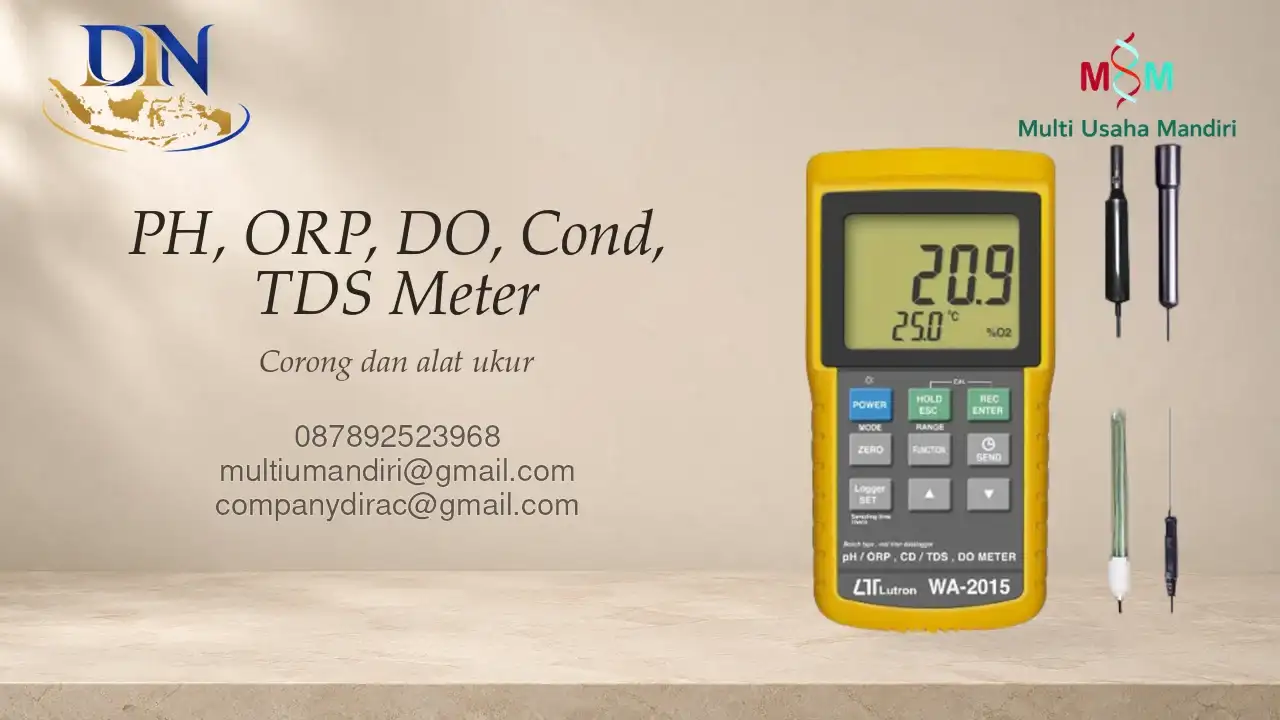 DN
M M
Multi Usaha Mandiri
PH, ORP, DO, Cond,
TDS Meter
Corong dan alat ukur
087892523968
multiumandiri@gmail.com
companydirac@gmail.com
20.9
25.0 °C %O2
CAL
POWER HOLD ESC REC ENTER
MODE RANGE
ZERO FUNCTION SEND
Logger SET ▲ ▼
Sampling time
pH / ORP , CD / TDS , DO METER
Lutron WA-2015